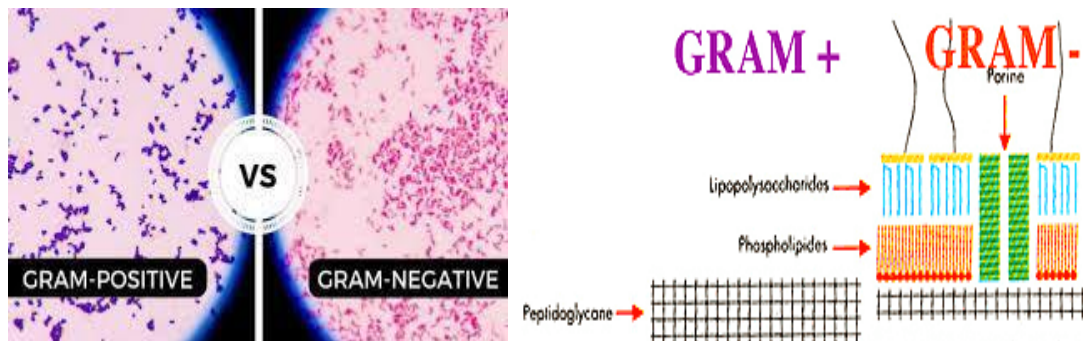 VS
GRAM-POSITIVE
GRAM-NEGATIVE
GRAM +
GRAM -
Porine
Lipopolysaccharides
Phospholipides
Peptidoglycane